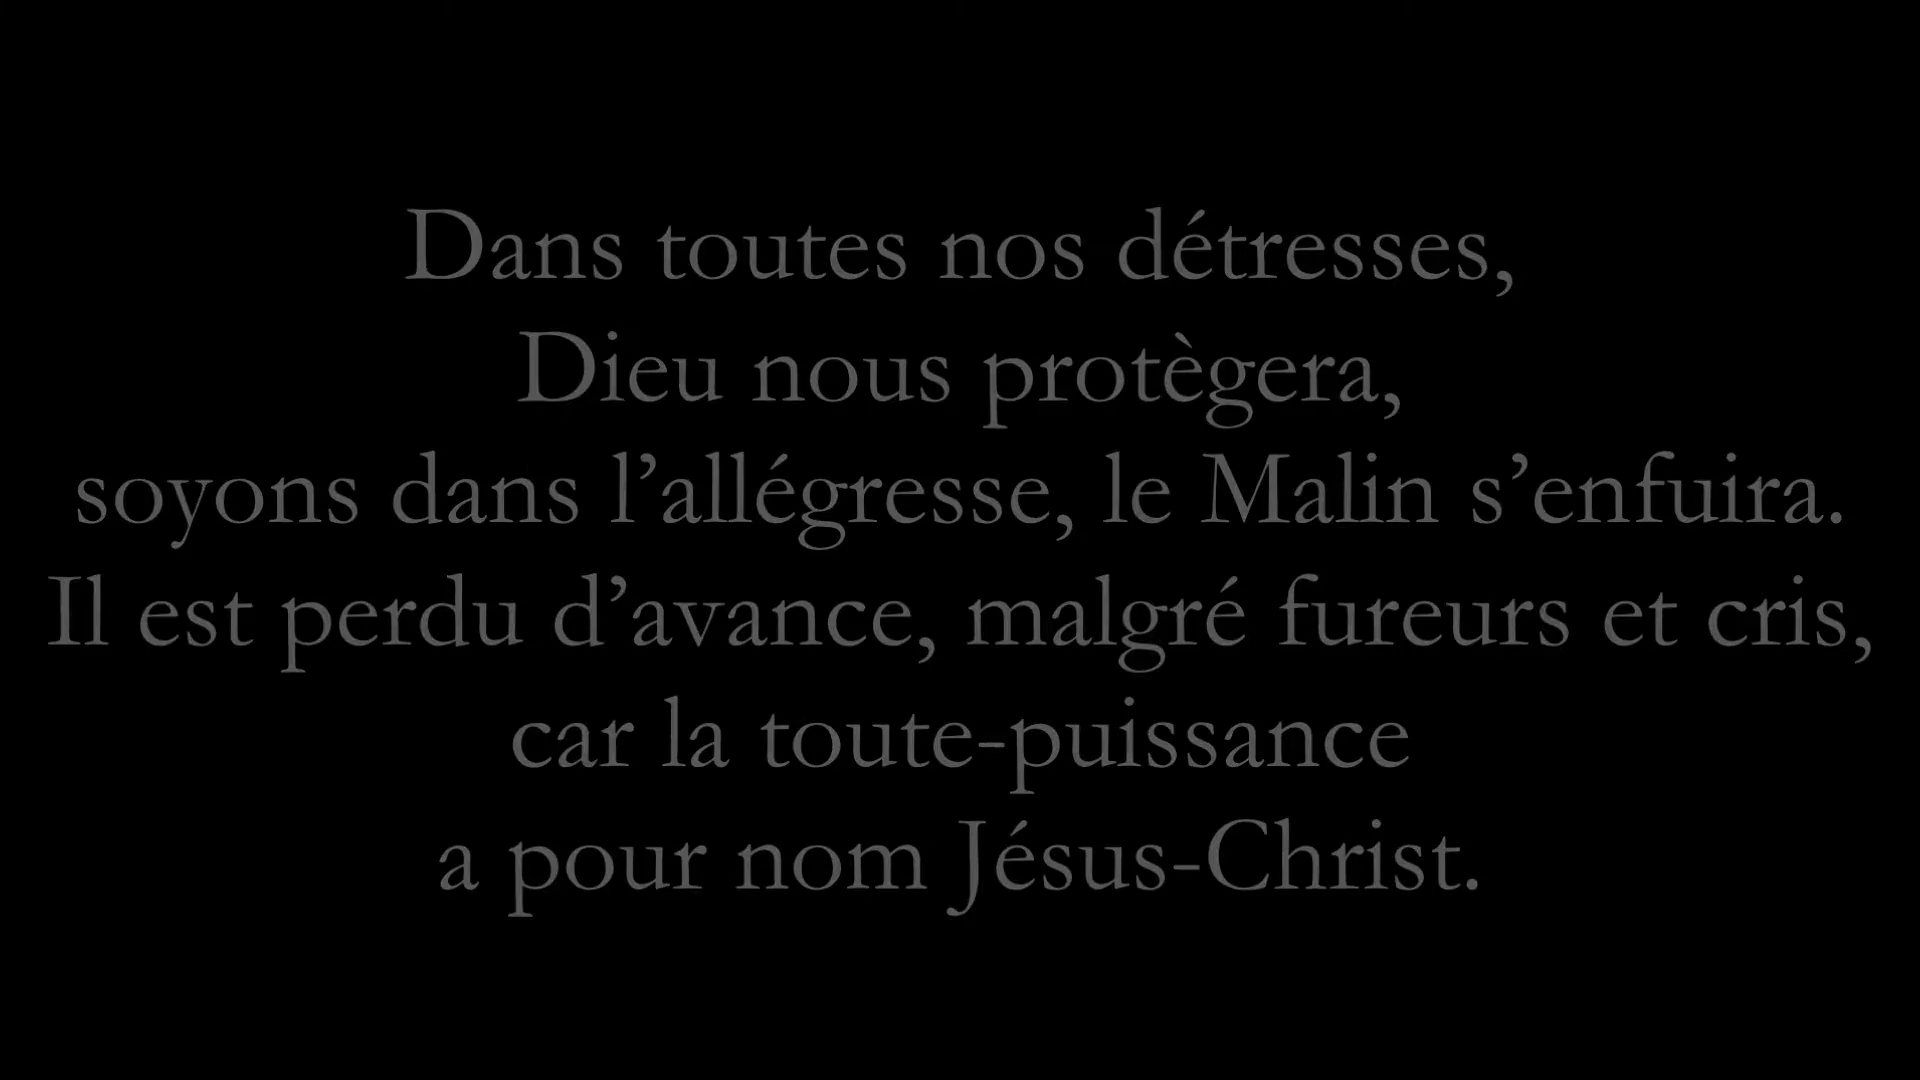 Dans toutes nos détresses,
Dieu nous protègera,
soyons dans l’allégresse, le Malin s’enfuira.
Il est perdu d’avance, malgré fureurs et cris,
car la toute-puissance
a pour nom Jésus-Christ.